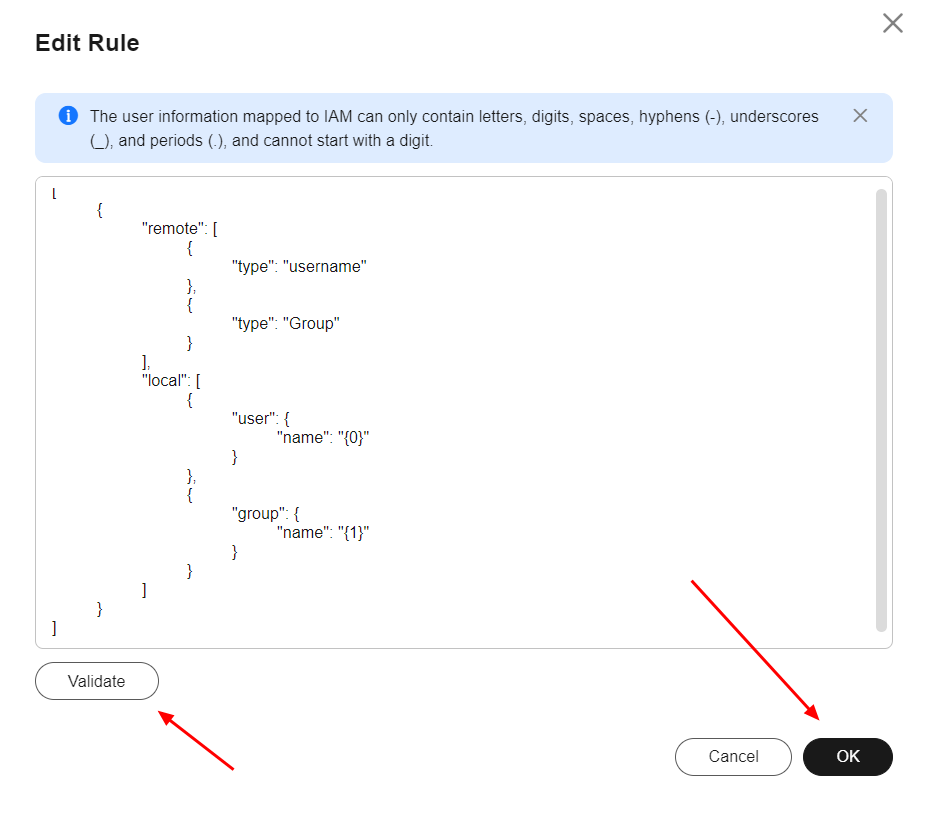 Edit Rule
The user information mapped to IAM can only contain letters, digits, spaces, hyphens (-), underscores
(_), and periods (.), and cannot start with a digit.
[
{
"remote": [
{
"type": "username"
},
{
"type": "Group"
}
],
"local": [
{
"user": {
"name": "{0}"
}
},
{
"group": {
"name": "{1}"
}
}
]
}
]
Validate
Cancel
OK